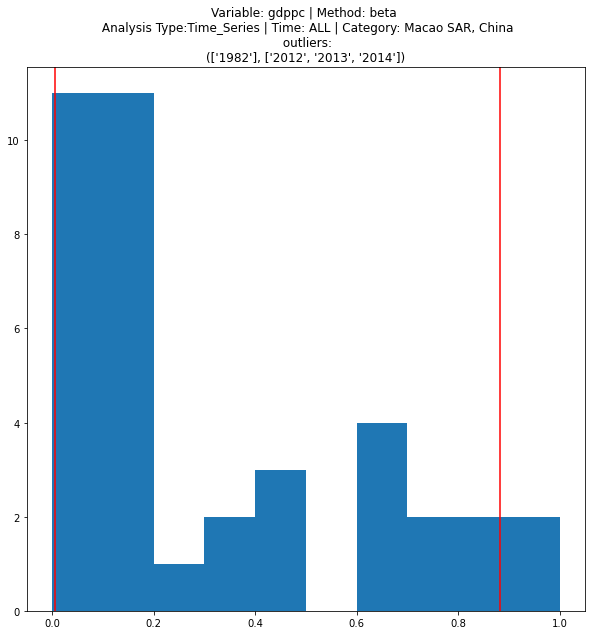 Variable: gdppc | Method: beta
Analysis Type:Time_Series | Time: ALL | Category: Macao SAR, China
outliers:
(['1982'], ['2012', '2013', '2014'])
10
8
6
4
2
0
0.0 0.2 0.4 0.6 0.8 1.0